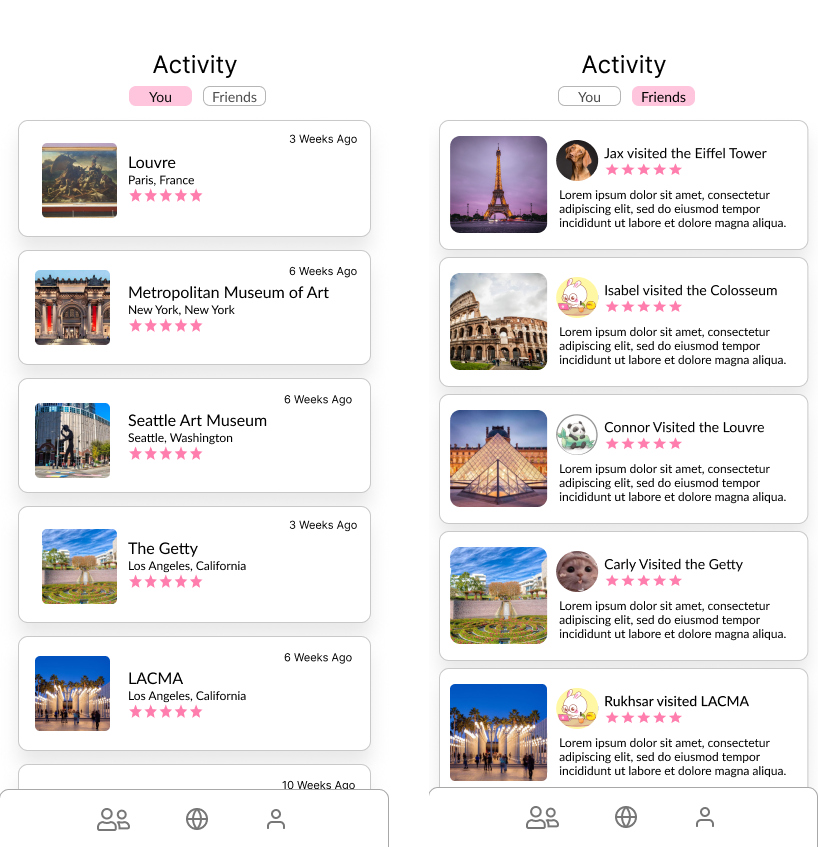 Activity
You
Friends
3 Weeks Ago
Louvre
Paris, France
6 Weeks Ago
Metropolitan Museum of Art
New York, New York
6 Weeks Ago
Seattle Art Museum
Seattle, Washington
3 Weeks Ago
The Getty
Los Angeles, California
6 Weeks Ago
LACMA
Los Angeles, California
10 Weeks Ago
Activity
You
Friends
Jax visited the Eiffel Tower
Lorem ipsum dolor sit amet, consectetur
adipiscing elit, sed do eiusmod tempor
incididunt ut labore et dolore magna aliqua.
Isabel visited the Colosseum
Lorem ipsum dolor sit amet, consectetur
adipiscing elit, sed do eiusmod tempor
incididunt ut labore et dolore magna aliqua.
Connor Visited the Louvre
Lorem ipsum dolor sit amet, consectetur
adipiscing elit, sed do eiusmod tempor
incididunt ut labore et dolore magna aliqua.
Carly Visited the Getty
Lorem ipsum dolor sit amet, consectetur
adipiscing elit, sed do eiusmod tempor
incididunt ut labore et dolore magna aliqua.
Rukhsar visited LACMA
Lorem ipsum dolor sit amet, consectetur
adipiscing elit, sed do eiusmod tempor
incididunt ut labore et dolore magna aliqua.